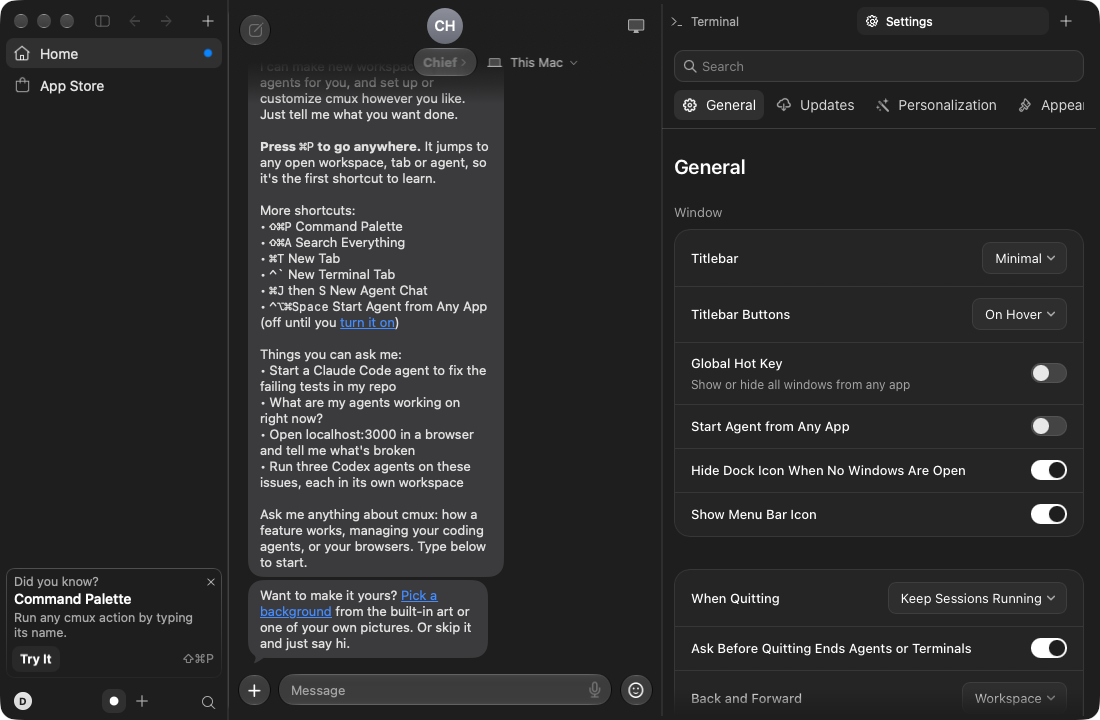 Home
App Store
Did you know?
Command Palette
Run any cmux action by typing
its name.
Try It
⇧⌘P
D
CH
Chief ›
This Mac
I can make new workspac
agents for you, and set up or
customize cmux however you like.
Just tell me what you want done.
Press ⌘P to go anywhere. It jumps to
any open workspace, tab or agent, so
it's the first shortcut to learn.
More shortcuts:
• ⇧⌘P Command Palette
• ⇧⌘A Search Everything
• ⌘T New Tab
• ^` New Terminal Tab
• ⌘J then S New Agent Chat
• ^⌥⌘Space Start Agent from Any App
(off until you turn it on)
Things you can ask me:
• Start a Claude Code agent to fix the
failing tests in my repo
• What are my agents working on
right now?
• Open localhost:3000 in a browser
and tell me what's broken
• Run three Codex agents on these
issues, each in its own workspace
Ask me anything about cmux: how a
feature works, managing your coding
agents, or your browsers. Type below
to start.
Want to make it yours? Pick a
background from the built-in art or
one of your own pictures. Or skip it
and just say hi.
Message
Terminal
Settings
Search
General
Updates
Personalization
Appear
General
Window
Titlebar
Minimal
Titlebar Buttons
On Hover
Global Hot Key
Show or hide all windows from any app
Start Agent from Any App
Hide Dock Icon When No Windows Are Open
Show Menu Bar Icon
When Quitting
Keep Sessions Running
Ask Before Quitting Ends Agents or Terminals
Back and Forward
Workspace